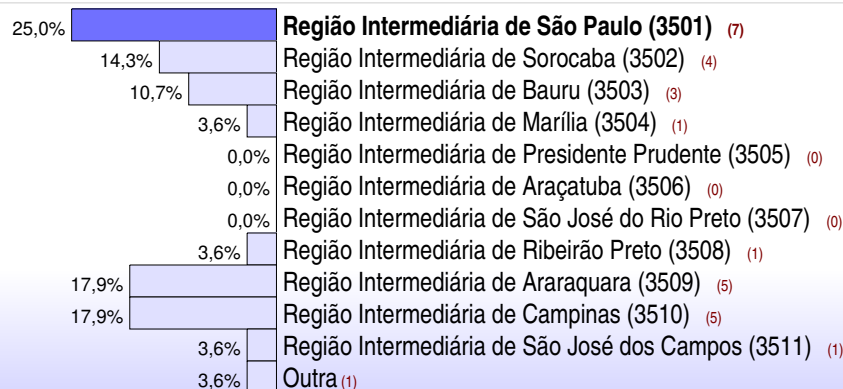 25,0% Região Intermediária de São Paulo (3501) (7)
14,3% Região Intermediária de Sorocaba (3502) (4)
10,7% Região Intermediária de Bauru (3503) (3)
3,6% Região Intermediária de Marília (3504) (1)
0,0% Região Intermediária de Presidente Prudente (3505) (0)
0,0% Região Intermediária de Araçatuba (3506) (0)
0,0% Região Intermediária de São José do Rio Preto (3507) (0)
3,6% Região Intermediária de Ribeirão Preto (3508) (1)
17,9% Região Intermediária de Araraquara (3509) (5)
17,9% Região Intermediária de Campinas (3510) (5)
3,6% Região Intermediária de São José dos Campos (3511) (1)
3,6% Outra (1)